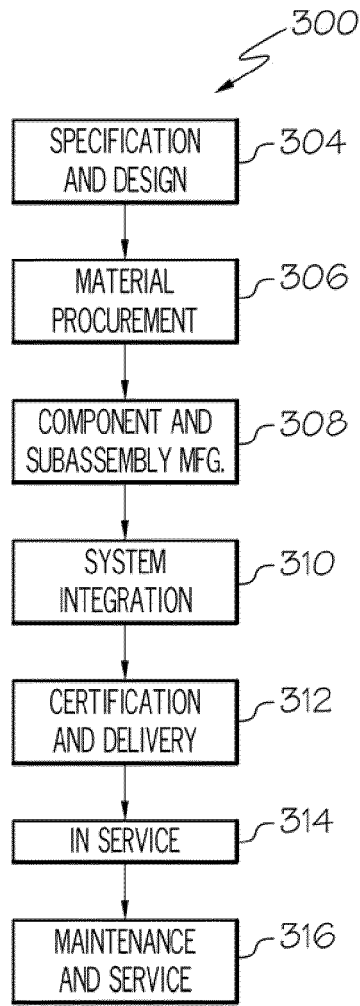 300
SPECIFICATION
AND DESIGN
304
MATERIAL
PROCUREMENT
306
COMPONENT AND
SUBASSEMBLY MFG.
308
SYSTEM
INTEGRATION
310
CERTIFICATION
AND DELIVERY
312
IN SERVICE
314
MAINTENANCE
AND SERVICE
316